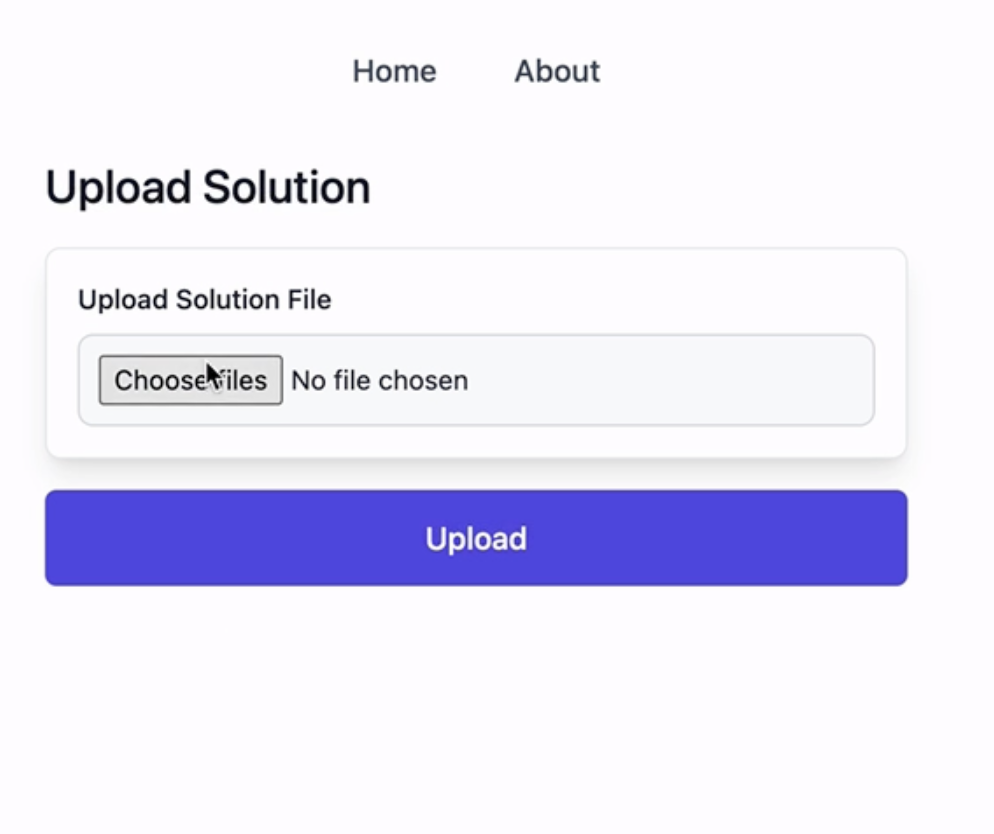 Home About
Upload Solution
Upload Solution File
Choose files No file chosen
Upload